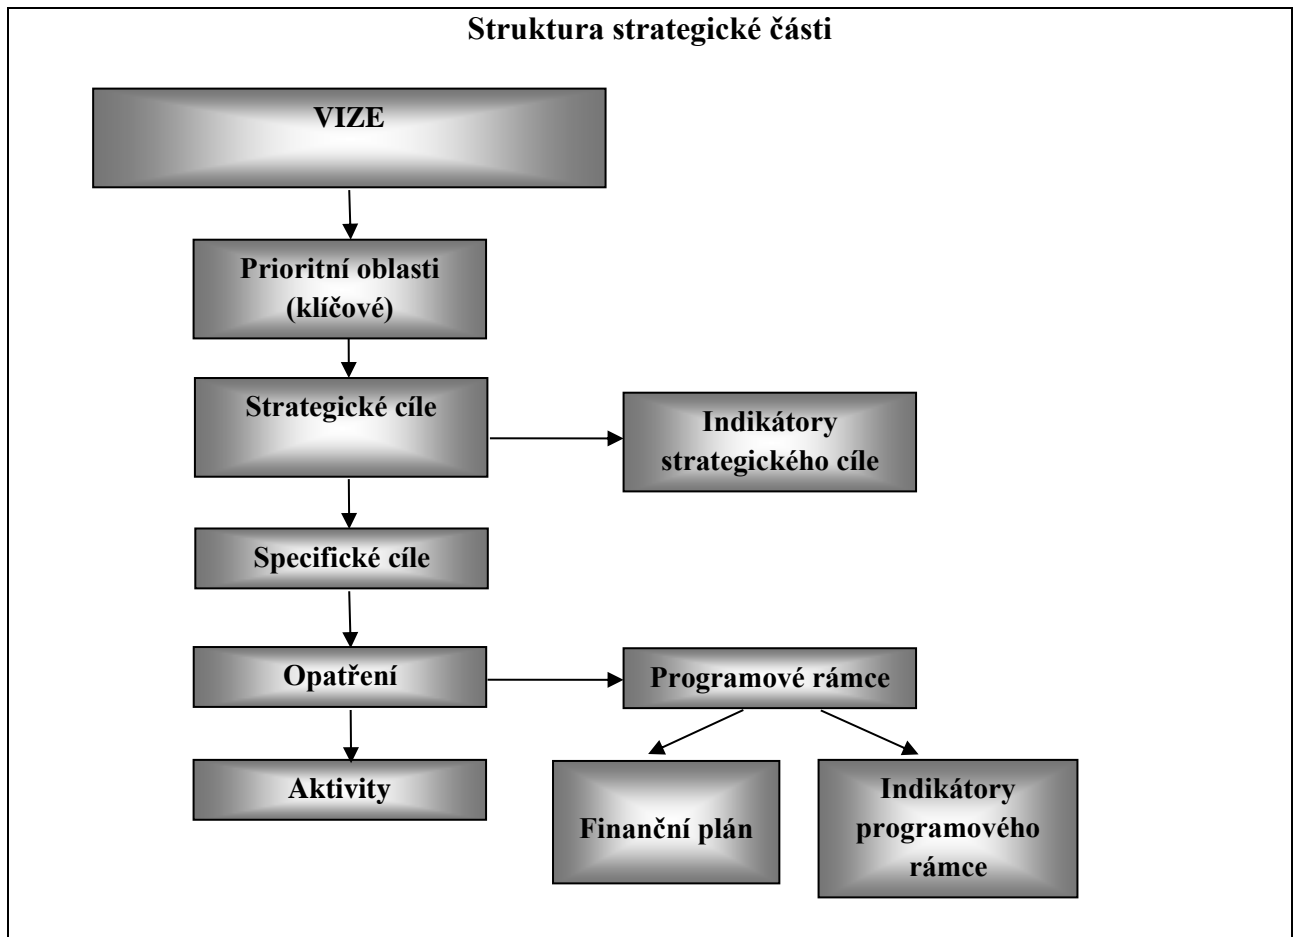 Struktura strategické části
VIZE
Prioritní oblasti
(klíčové)
Strategické cíle
Indikátory
strategického cíle
Specifické cíle
Opatření
Programové rámce
Aktivity
Finanční plán
Indikátory
programového
rámce